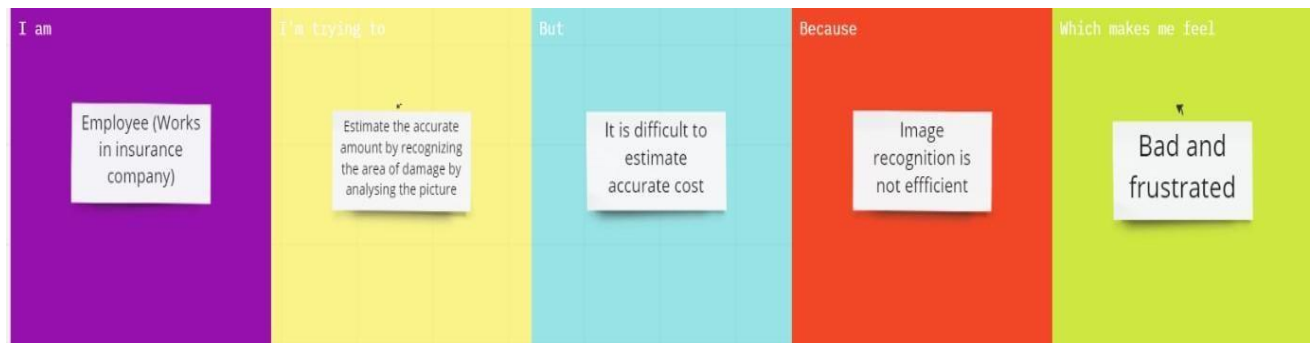 I am
Employee (Works
in insurance
company)
I'm trying to
Estimate the accurate
amount by recognizing
the area of damage by
analysing the picture
But
It is difficult to
estimate
accurate cost
Because
Image
recognition is
not effficient
Which makes me feel
Bad and
frustrated